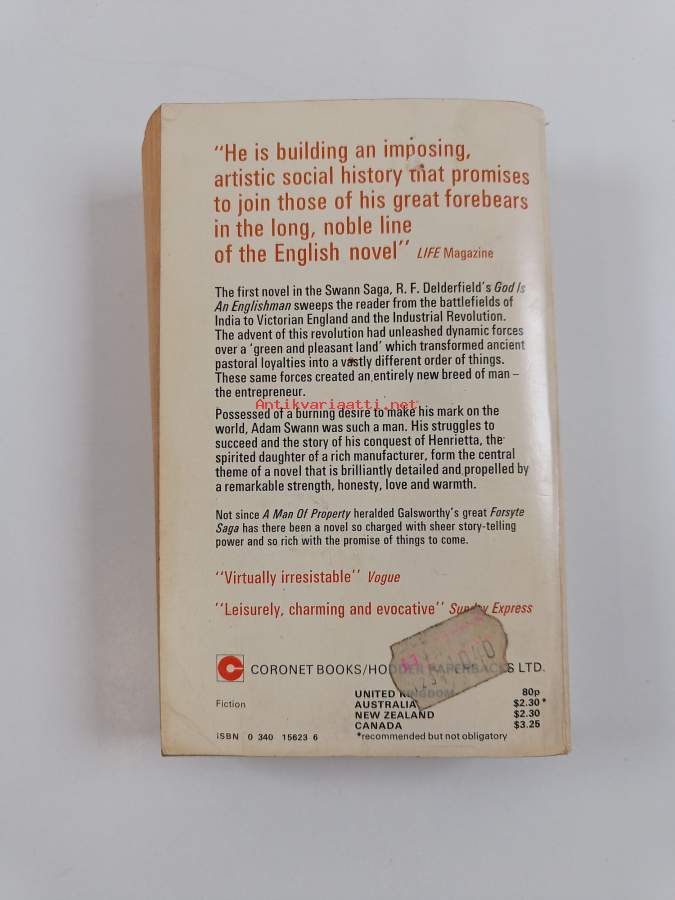 "He is building an imposing,
artistic social history that promises
to join those of his great forebears
in the long, noble line
of the English novel" LIFE Magazine
The first novel in the Swann Saga, R. F. Delderfield's God Is
An Englishman sweeps the reader from the battlefields of
India to Victorian England and the Industrial Revolution.
The advent of this revolution had unleashed dynamic forces
over a 'green and pleasant land' which transformed ancient
pastoral loyalties into a vastly different order of things.
These same forces created an entirely new breed of man –
the entrepreneur.
Antikvariaatti.net
Possessed of a burning desire to make his mark on the
world, Adam Swann was such a man. His struggles to
succeed and the story of his conquest of Henrietta, the
spirited daughter of a rich manufacturer, form the central
theme of a novel that is brilliantly detailed and propelled by
a remarkable strength, honesty, love and warmth.
Not since A Man Of Property heralded Galsworthy's great Forsyte
Saga has there been a novel so charged with sheer story-telling
power and so rich with the promise of things to come.
"Virtually irresistable" Vogue
"Leisurely, charming and evocative" Sunday Express
CORONET BOOKS/HODDER PAPERBACKS LTD.
Fiction
UNITED KINGDOM 80p
AUSTRALIA $2.30*
NEW ZEALAND $2.30
CANADA $3.25
*recommended but not obligatory
ISBN 0 340 15623 6